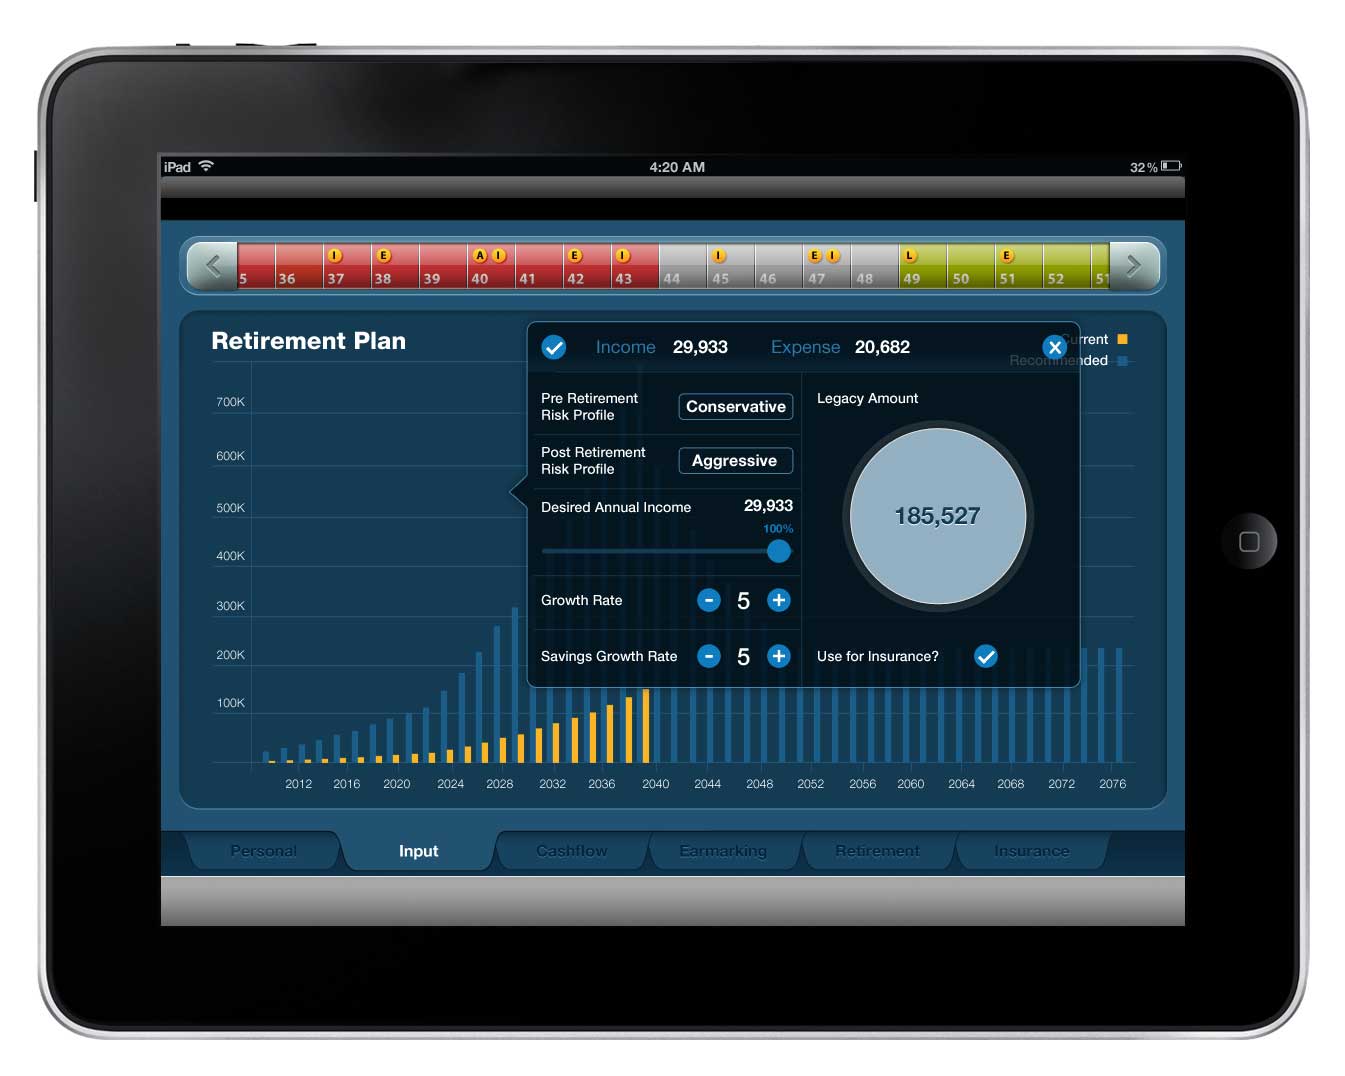 iPad 4:20 AM 32%
I E A I E I I E I L E
5 36 37 38 39 40 41 42 43 44 45 46 47 48 49 50 51 52 51
Retirement Plan
Income 29,933 Expense 20,682
Current
Recommended
Pre Retirement
Risk Profile
Conservative
Legacy Amount
Post Retirement
Risk Profile
Aggressive
Desired Annual Income 29,933
100%
185,527
Growth Rate - 5 +
Savings Growth Rate - 5 +
Use for Insurance?
700K
600K
500K
400K
300K
200K
100K
2012 2016 2020 2024 2028 2032 2036 2040 2044 2048 2052 2056 2060 2064 2068 2072 2076
Personal Input Cashflow Earmarking Retirement Insurance